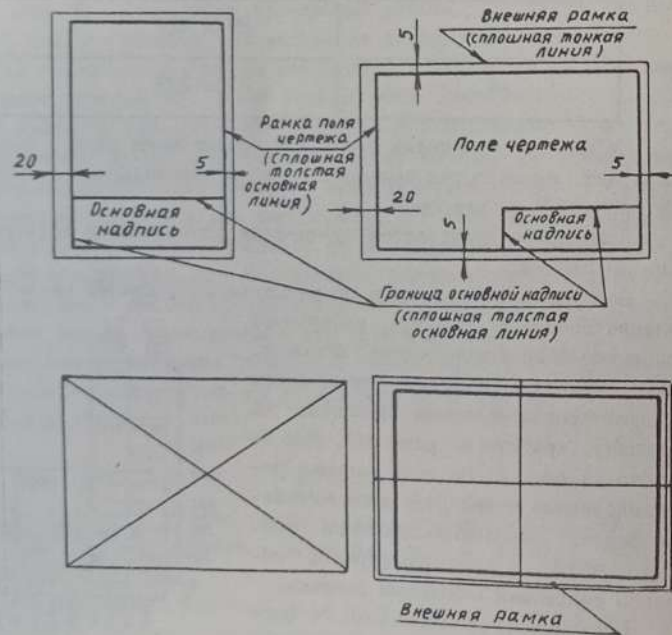 Внешняя рамка
(сплошная тонкая
линия)
5
Рамка поля
чертежа
(сплошная
толстая
основная
линия)
20
5
Основная
надпись
Поле чертежа
5
20
5
Основная
надпись
Граница основной надписи
(сплошная толстая
основная линия)
Внешняя рамка